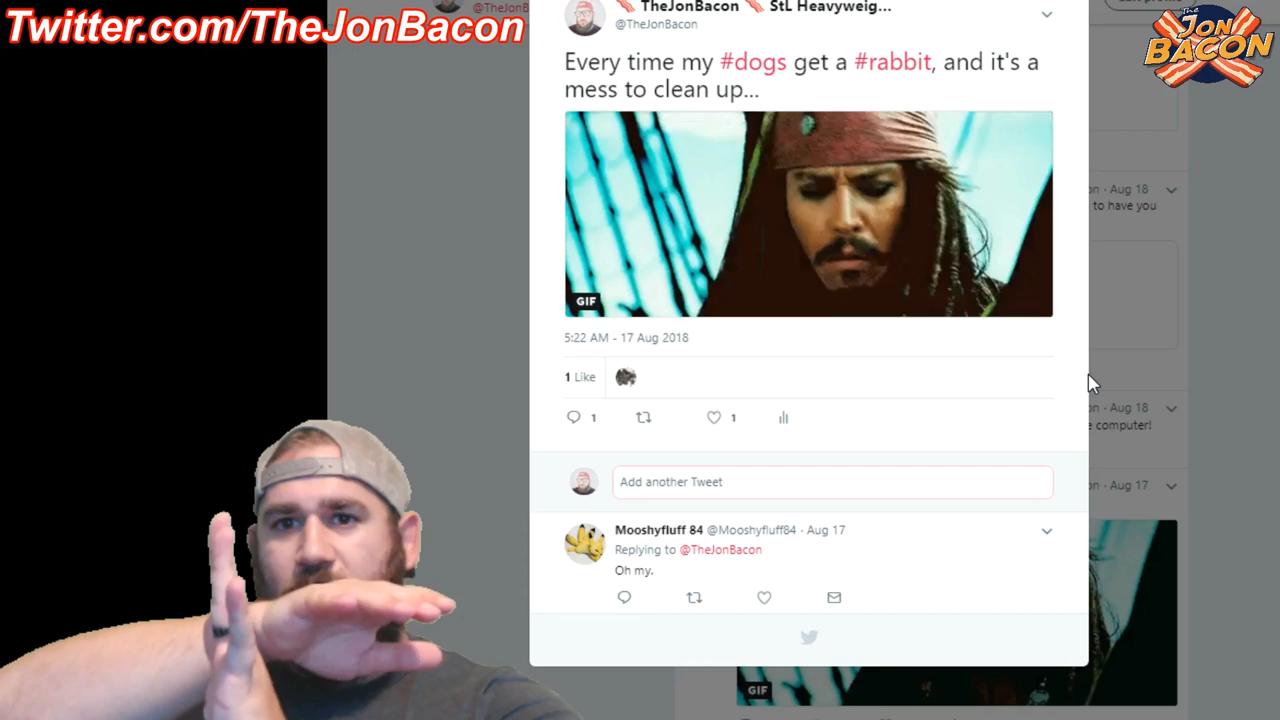 Twitter.com/TheJonBacon
@TheJonB
TheJonBacon StL Heavyweig...
@TheJonBacon
The
JON
BACON
Every time my #dogs get a #rabbit, and it's a
mess to clean up...
GIF
5:22 AM - 17 Aug 2018
1 Like
1
1
Add another Tweet
Mooshyfluff 84 @Mooshyfluff84 · Aug 17
Replying to @TheJonBacon
Oh my.
on · Aug 18
to have you
on · Aug 18
e computer!
on · Aug 17
GIF